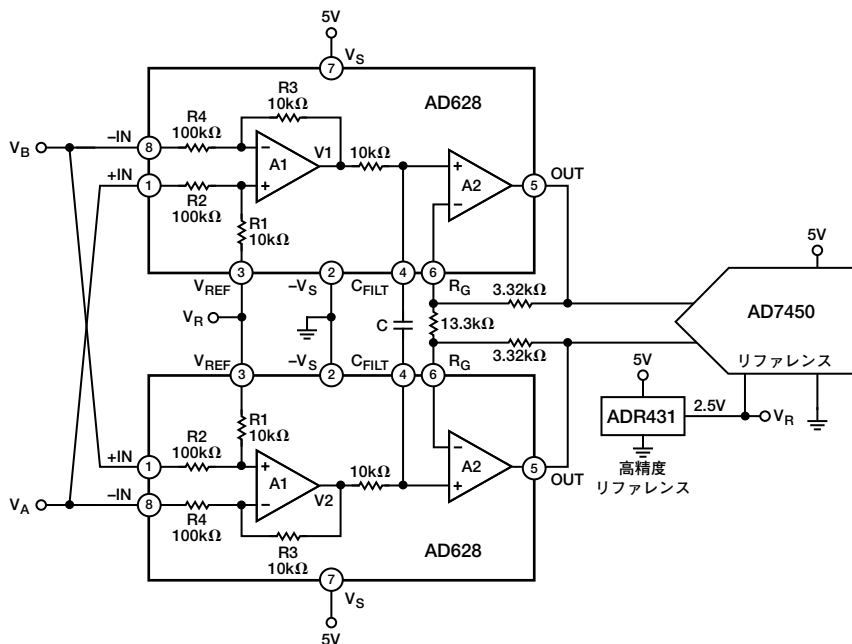 5V
VS
7
AD628
R3
10kΩ
R4
100kΩ
VB
–IN
8
–
A1
+
V1
10kΩ
+
A2
–
5
OUT
+IN
1
R2
100kΩ
R1
10kΩ
3
2
4
6
VREF
–VS
CFILT
RG
3.32kΩ
VR
C
13.3kΩ
3.32kΩ
VREF
–VS
CFILT
RG
3
2
4
6
5V
AD7450
リファレンス
5V
ADR431
2.5V
VR
高精度
リファレンス
R1
10kΩ
R2
100kΩ
+IN
1
+
A1
–
V2
10kΩ
–
A2
+
5
OUT
VA
–IN
8
R4
100kΩ
R3
10kΩ
AD628
7
VS
5V